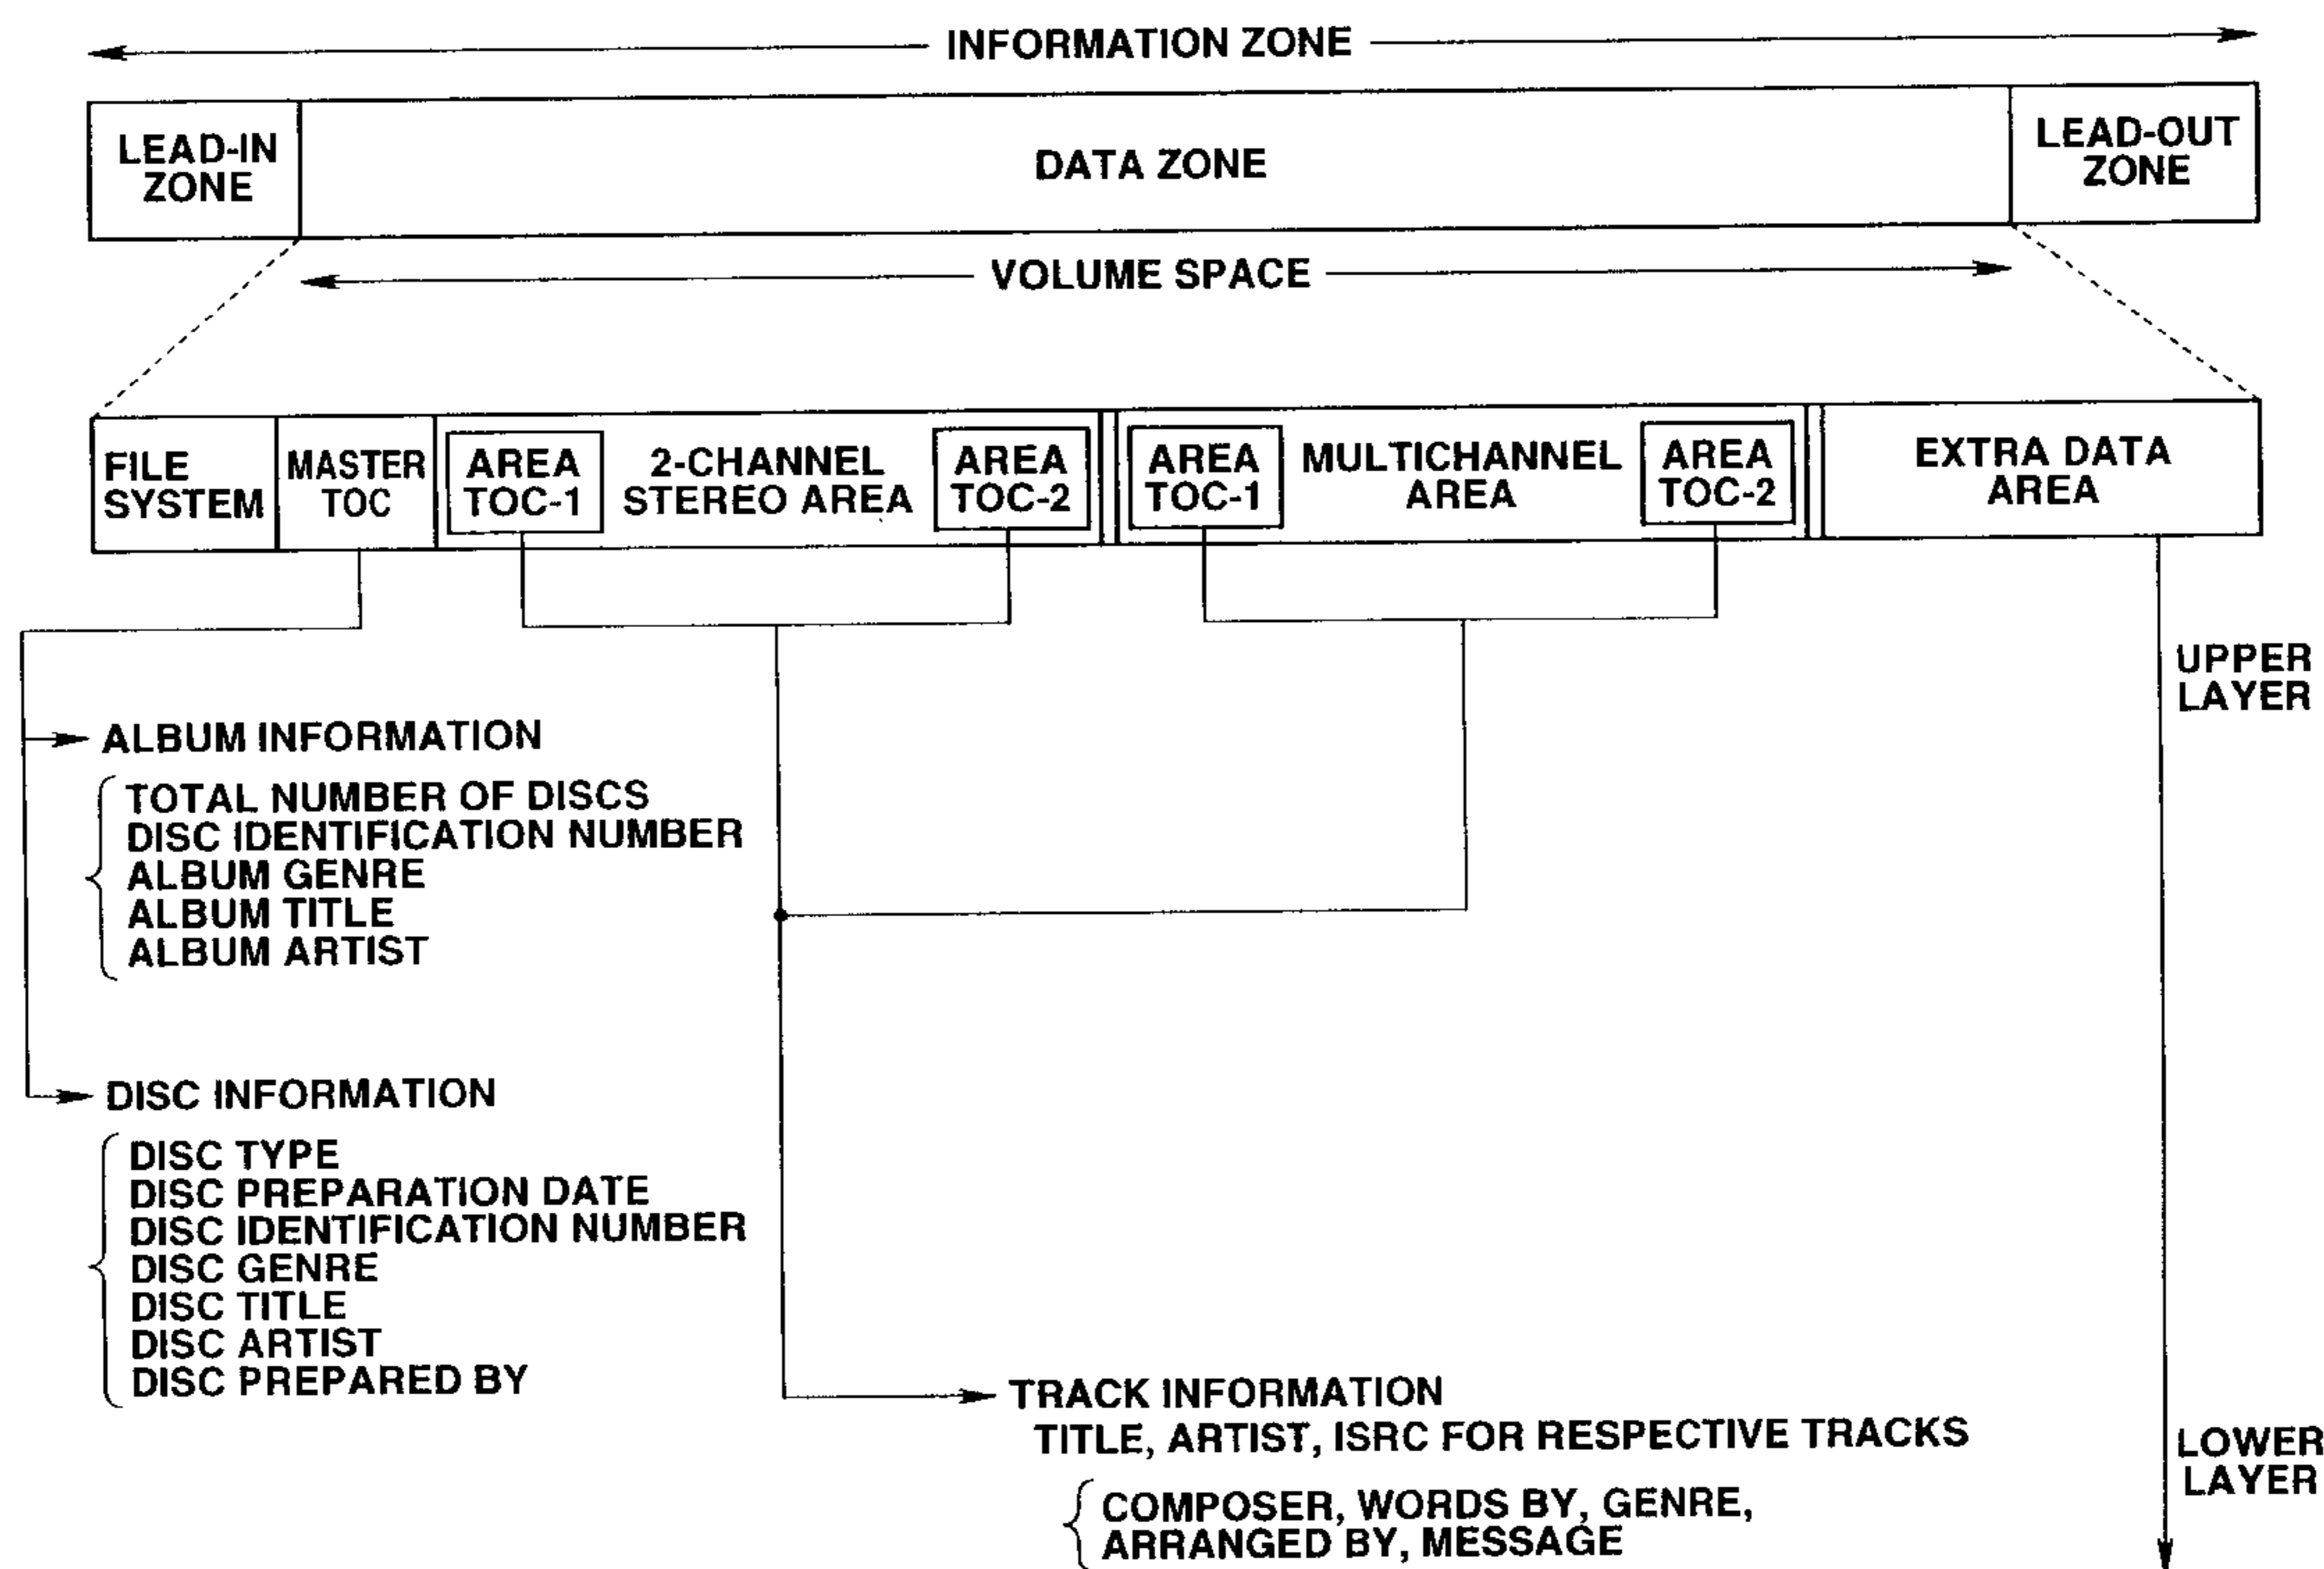 INFORMATION ZONE
LEAD-IN
ZONE
DATA ZONE
LEAD-OUT
ZONE
VOLUME SPACE
FILE
SYSTEM
MASTER
TOC
AREA
TOC-1
2-CHANNEL
STEREO AREA
AREA
TOC-2
AREA
TOC-1
MULTICHANNEL
AREA
AREA
TOC-2
EXTRA DATA
AREA
UPPER
LAYER
ALBUM INFORMATION
TOTAL NUMBER OF DISCS
DISC IDENTIFICATION NUMBER
ALBUM GENRE
ALBUM TITLE
ALBUM ARTIST
DISC INFORMATION
DISC TYPE
DISC PREPARATION DATE
DISC IDENTIFICATION NUMBER
DISC GENRE
DISC TITLE
DISC ARTIST
DISC PREPARED BY
TRACK INFORMATION
TITLE, ARTIST, ISRC FOR RESPECTIVE TRACKS
COMPOSER, WORDS BY, GENRE,
ARRANGED BY, MESSAGE
LOWER
LAYER